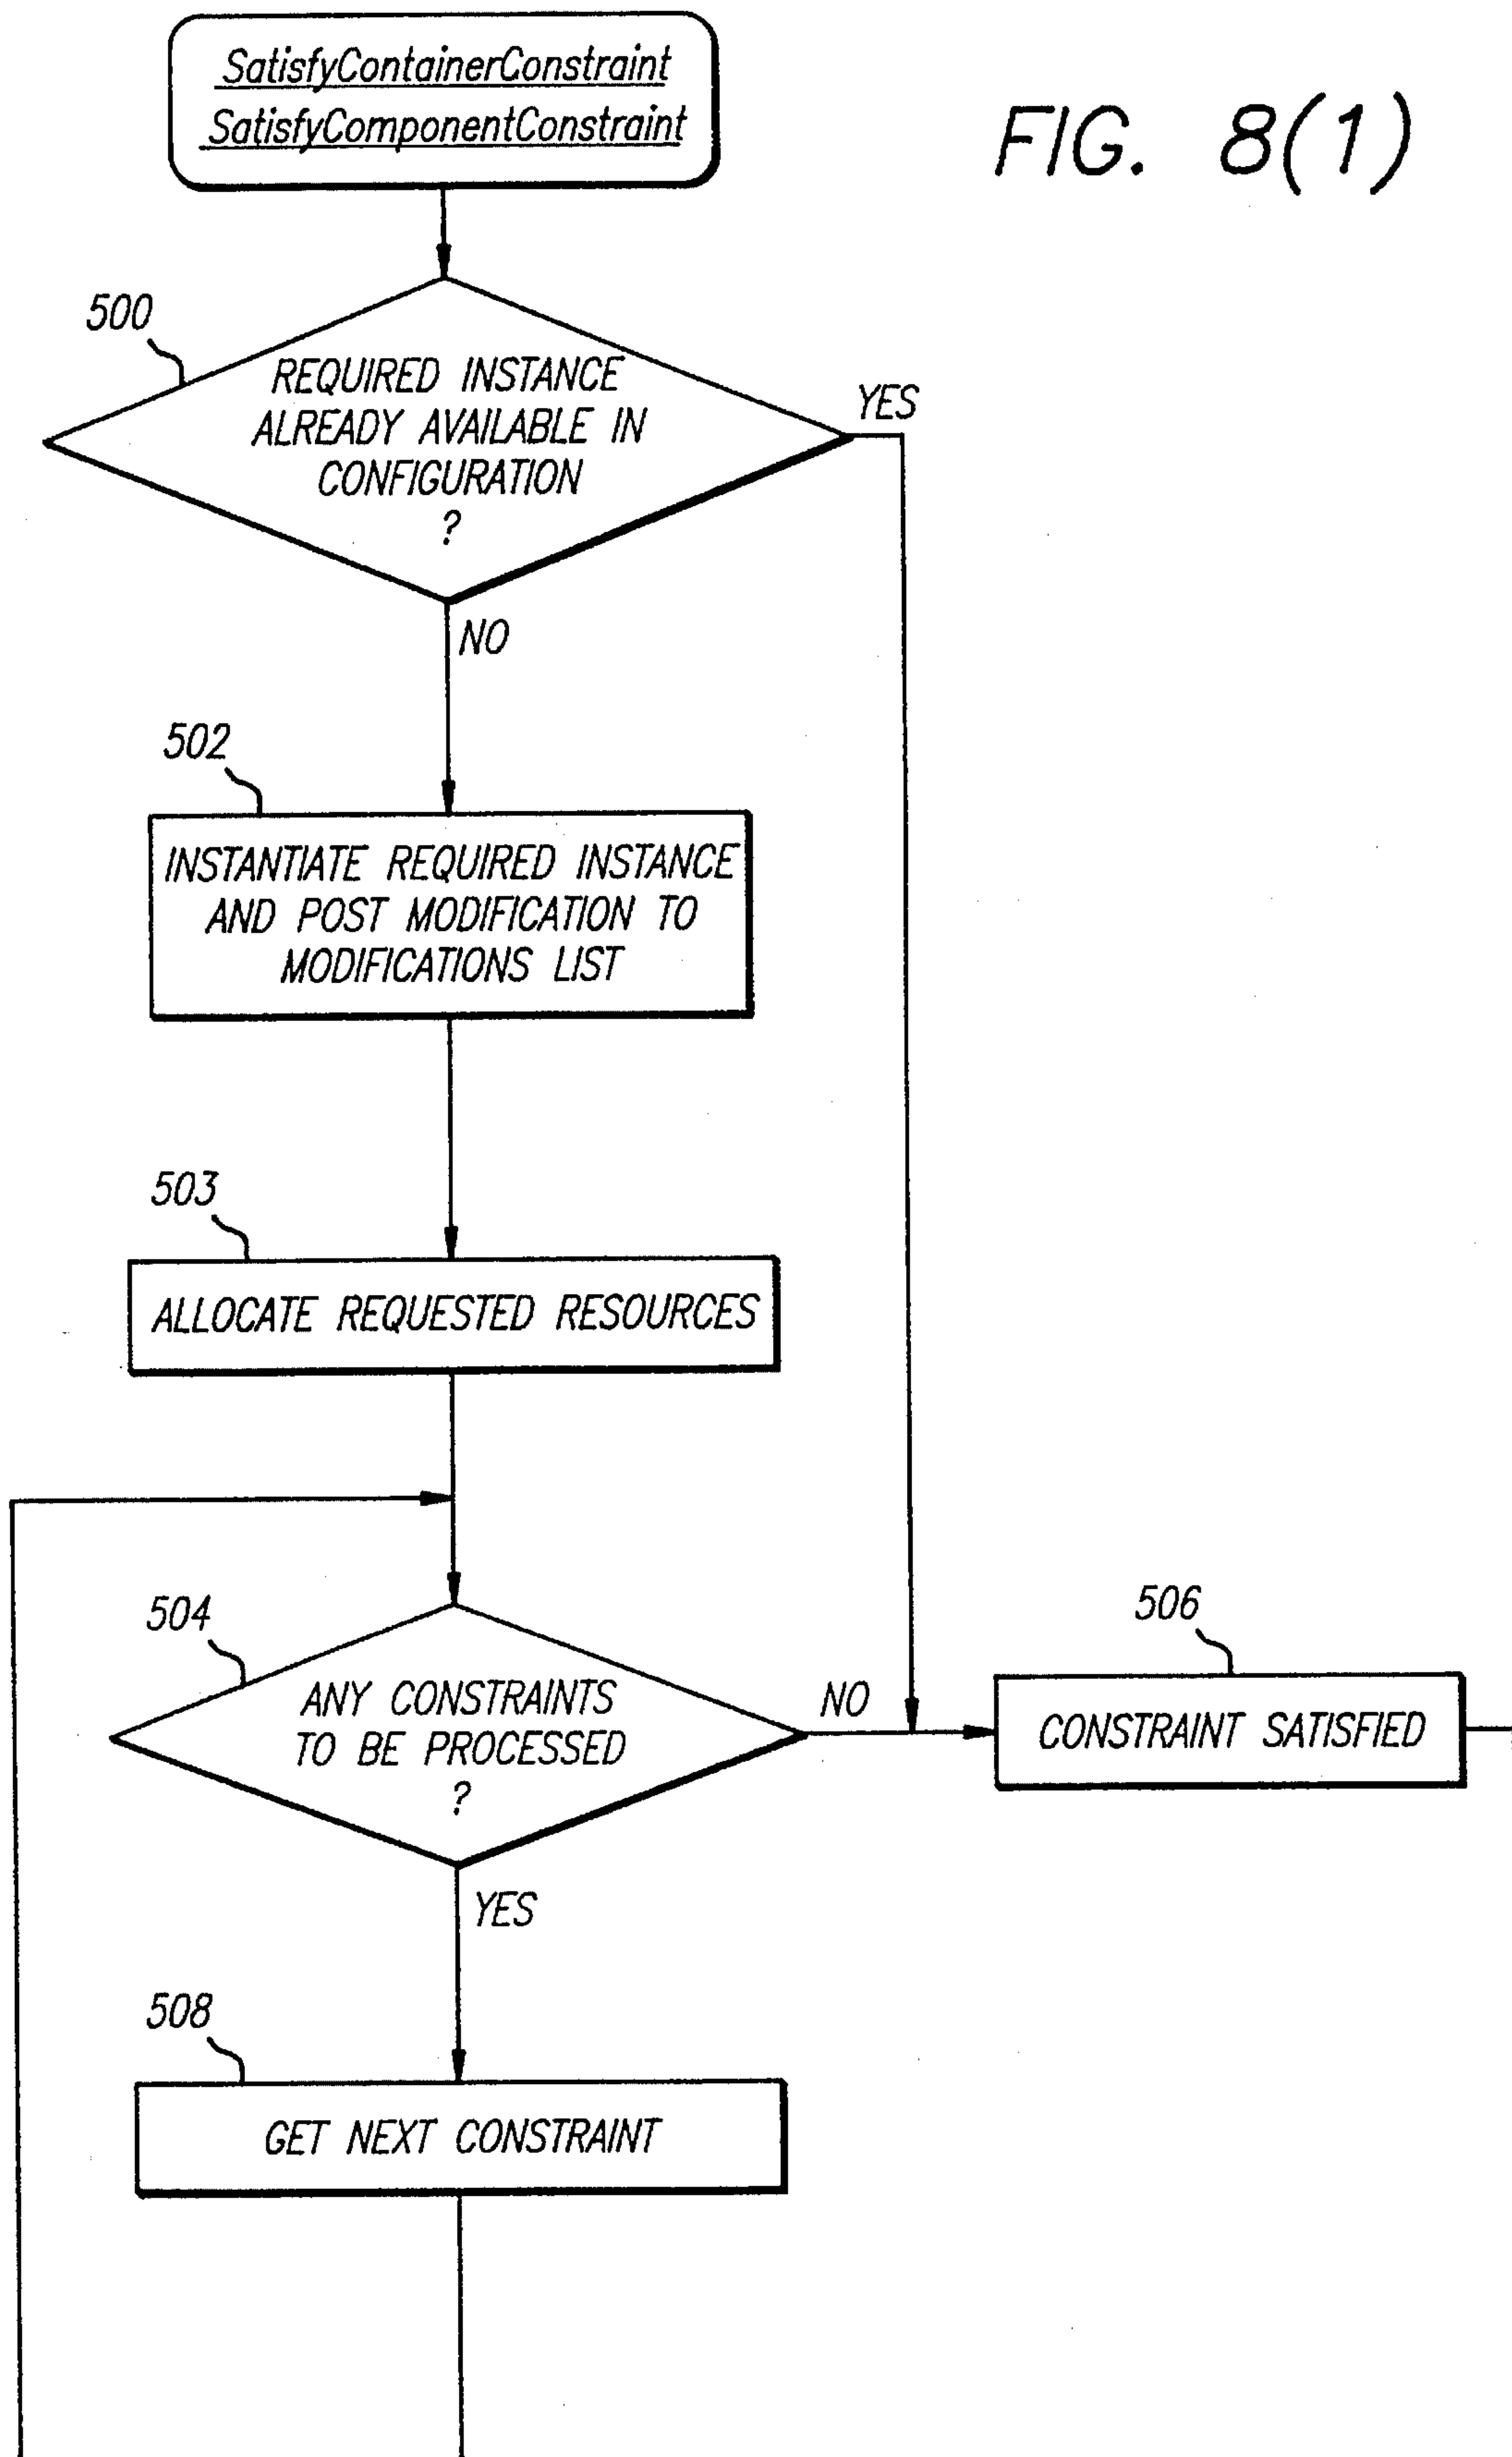 SatisfyContainerConstraint
SatisfyComponentConstraint
FIG. 8(1)
500
REQUIRED INSTANCE
ALREADY AVAILABLE IN
CONFIGURATION
?
YES
NO
502
INSTANTIATE REQUIRED INSTANCE
AND POST MODIFICATION TO
MODIFICATIONS LIST
503
ALLOCATE REQUESTED RESOURCES
504
ANY CONSTRAINTS
TO BE PROCESSED
?
NO
506
CONSTRAINT SATISFIED
YES
508
GET NEXT CONSTRAINT